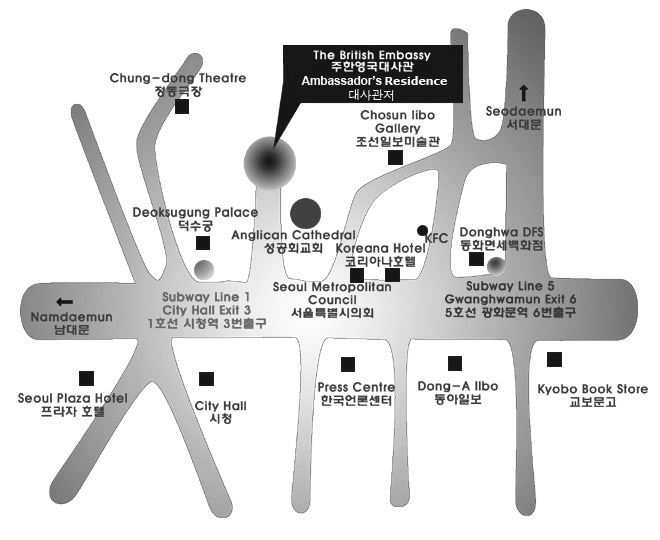 The British Embassy
주한영국대사관
Ambassador's Residence
대사관저
Chung-dong Theatre
정동극장
Chosun Ilbo
Gallery
조선일보미술관
Seodaemun
서대문
Deoksugung Palace
덕수궁
Anglican Cathedral
성공회교회
Koreana Hotel
코리아나호텔
KFC
Donghwa DFS
동화면세백화점
Namdaemun
남대문
Subway Line 1
City Hall Exit 3
1호선 시청역 3번출구
Seoul Metropolitan
Council
서울특별시의회
Subway Line 5
Gwanghwamun Exit 6
5호선 광화문역 6번출구
Seoul Plaza Hotel
프라자 호텔
City Hall
시청
Press Centre
한국언론센터
Dong-A Ilbo
동아일보
Kyobo Book Store
교보문고